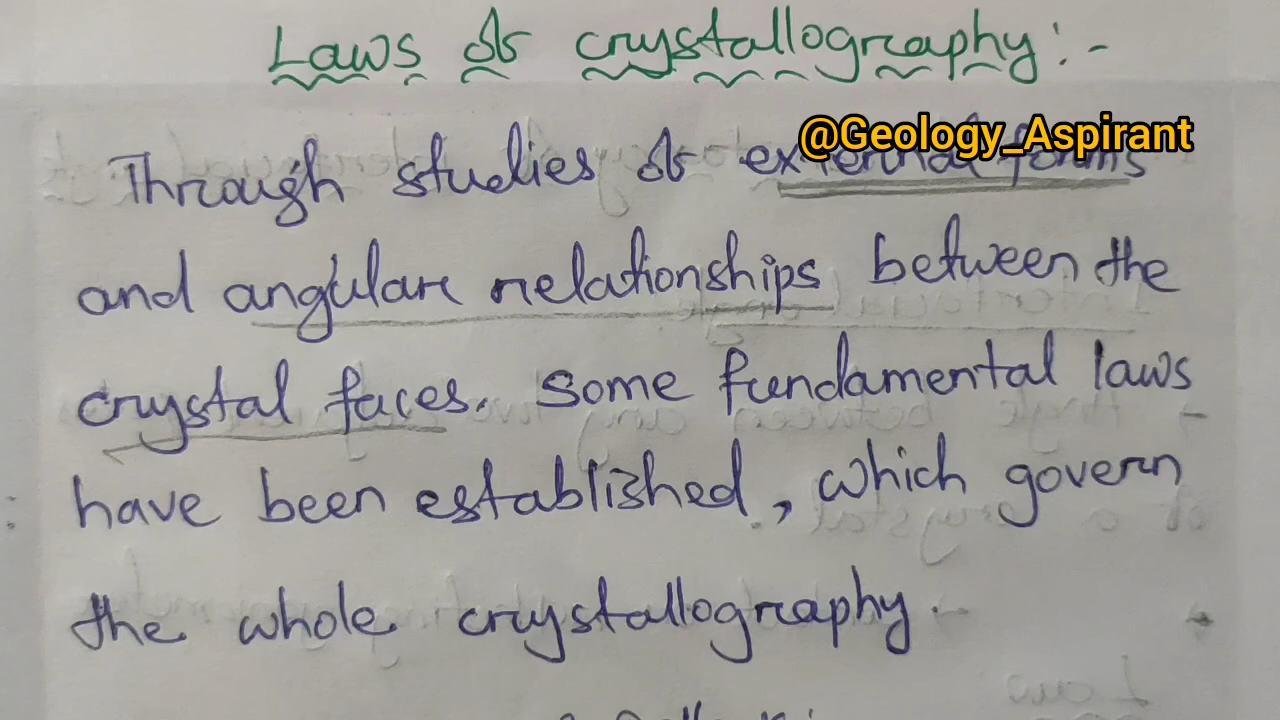 Laws of crystallography:-
@Geology_Aspirant
Through studies of external forms
and angular relationships between the
crystal faces. Some fundamental laws
have been established, which govern
the whole crystallography.